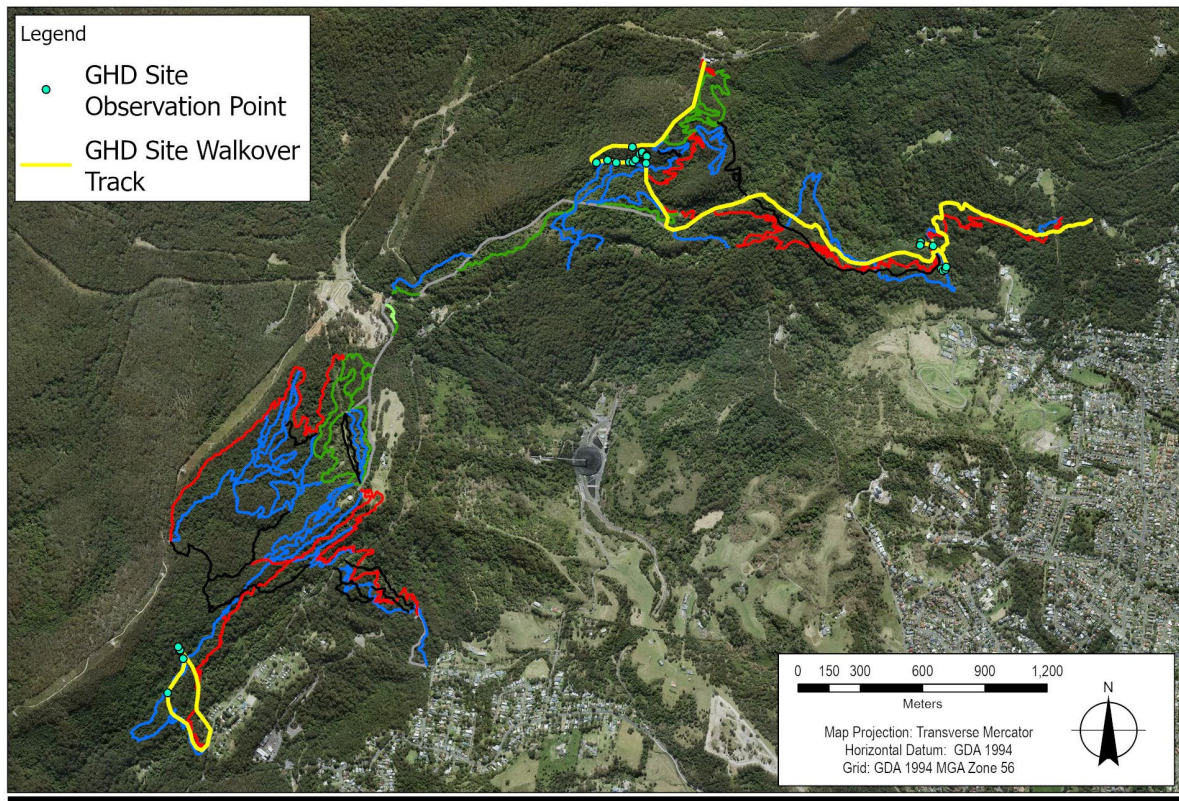 Legend
GHD Site
Observation Point
GHD Site Walkover
Track
0 150 300 600 900 1,200
Meters
N
Map Projection: Transverse Mercator
Horizontal Datum: GDA 1994
Grid: GDA 1994 MGA Zone 56